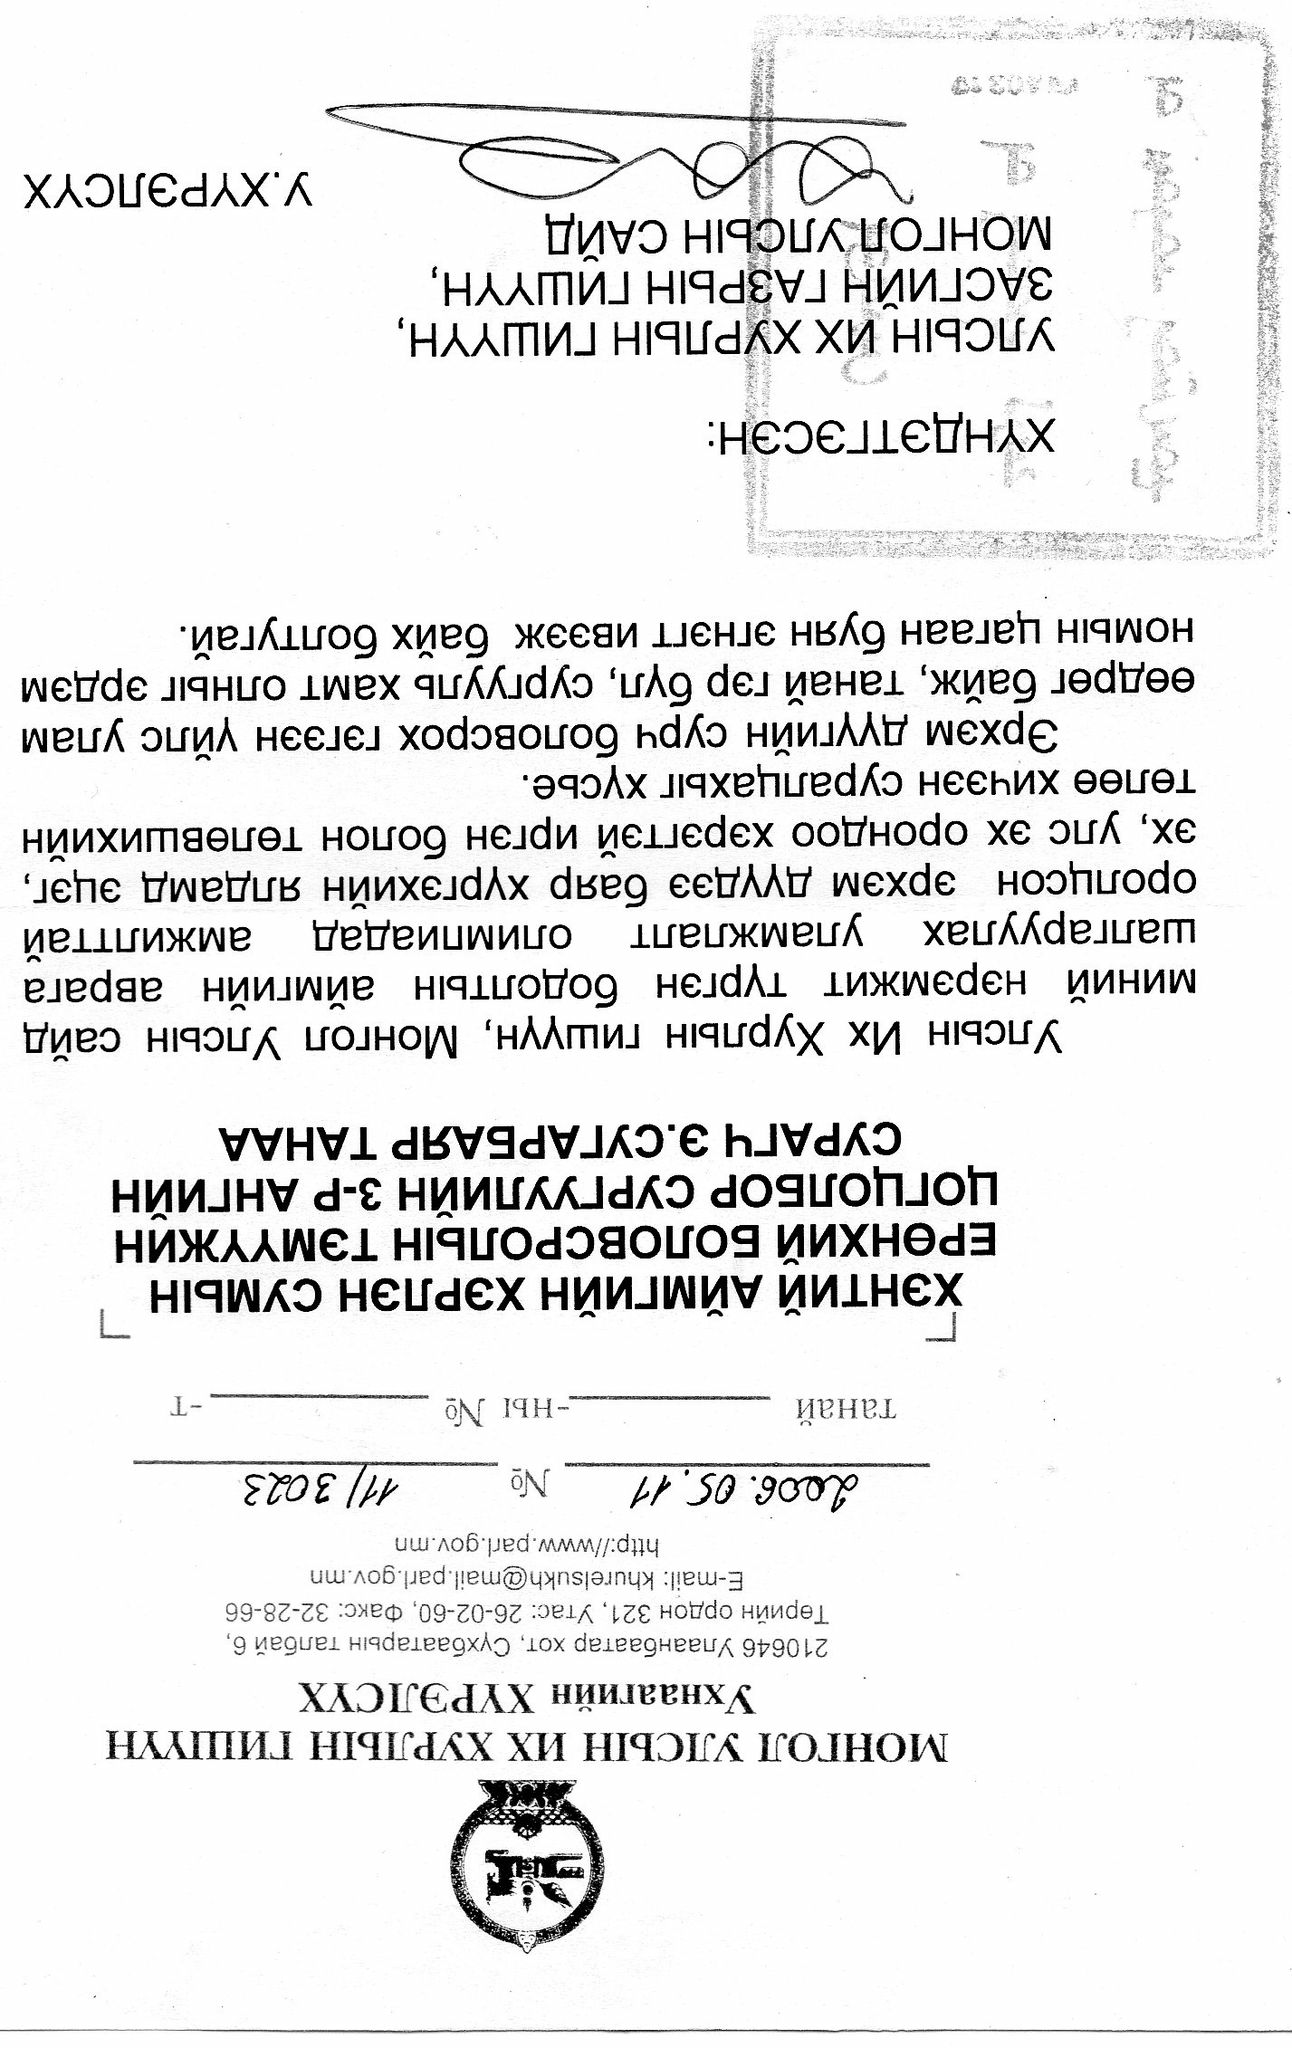 МОНГОЛ УЛСЫН ИХ ХУРЛЫН ГИШҮҮН
Ухнаагийн ХҮРЭЛСҮХ
210646 Улаанбаатар хот, Сүхбаатарын талбай 6,
Төрийн ордон 321, Утас: 26-02-60, Факс: 32-28-66
E-mail: khurelsukh@mail.parl.gov.mn
http://www.parl.gov.mn
2006.05.11 № 11/3023
танай ________-ны № ________-т
ХЭНТИЙ АЙМГИЙН ХЭРЛЭН СУМЫН
ЕРӨНХИЙ БОЛОВСРОЛЫН ТЭМҮҮЖИН
ЦОГЦОЛБОР СУРГУУЛИЙН 3-Р АНГИЙН
СУРАГЧ Э.СУГАРБАЯР ТАНАА
Улсын Их Хурлын гишүүн, Монгол Улсын сайд
миний нэрэмжит түргэн бодолтын аймгийн аврага
шалгаруулах уламжлалт олимпиадад амжилттай
оролцсон эрхэм дүүдээ баяр хүргэхийн ялдамд эцэг,
эх, улс эх орондоо хэрэгтэй иргэн болон төлөвшихийн
төлөө хичээн суралцахыг хүсье.
Эрхэм дүүгийн сурч боловсрох гэгээн үйлс улам
өөдрөг байж, танай гэр бүл, сургууль хамт олныг эрдэм
номын цагаан буян эгнэгт ивээж байх болтугай.
ХҮНДЭТГЭСЭН:
УЛСЫН ИХ ХУРЛЫН ГИШҮҮН,
ЗАСГИЙН ГАЗРЫН ГИШҮҮН,
МОНГОЛ УЛСЫН САЙД
У.ХҮРЭЛСҮХ